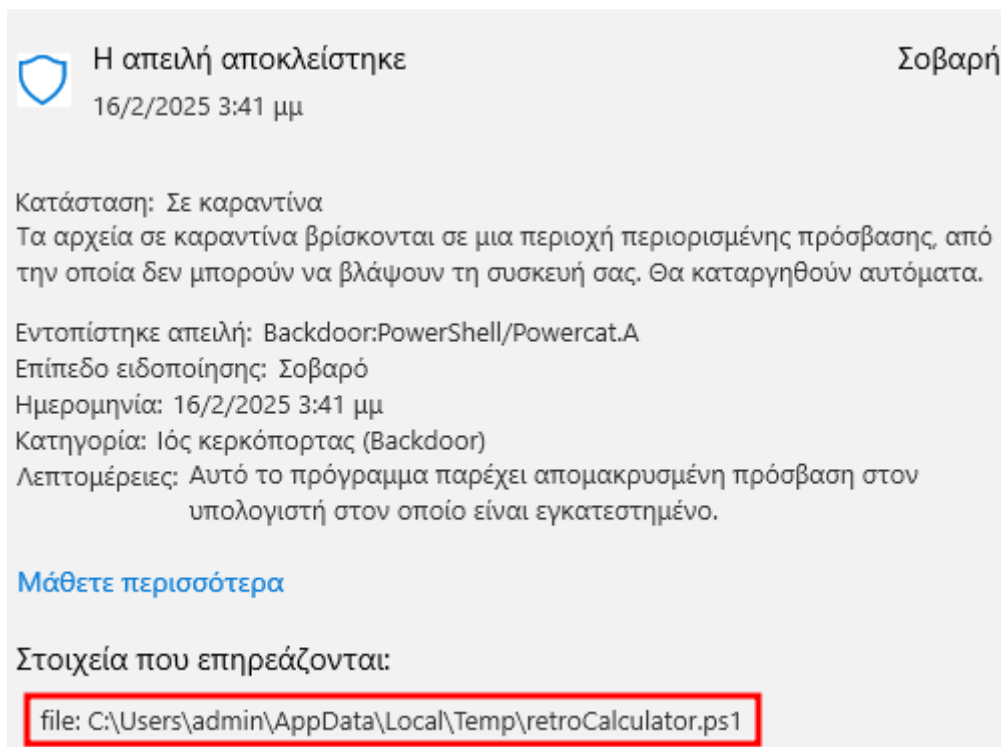 Η απειλή αποκλείστηκε Σοβαρή
16/2/2025 3:41 μμ
Κατάσταση: Σε καραντίνα
Τα αρχεία σε καραντίνα βρίσκονται σε μια περιοχή περιορισμένης πρόσβασης, από
την οποία δεν μπορούν να βλάψουν τη συσκευή σας. Θα καταργηθούν αυτόματα.
Εντοπίστηκε απειλή: Backdoor:PowerShell/Powercat.A
Επίπεδο ειδοποίησης: Σοβαρό
Ημερομηνία: 16/2/2025 3:41 μμ
Κατηγορία: Ιός κερκόπορτας (Backdoor)
Λεπτομέρειες: Αυτό το πρόγραμμα παρέχει απομακρυσμένη πρόσβαση στον
υπολογιστή στον οποίο είναι εγκατεστημένο.
Μάθετε περισσότερα
Στοιχεία που επηρεάζονται:
file: C:\Users\admin\AppData\Local\Temp\retroCalculator.ps1